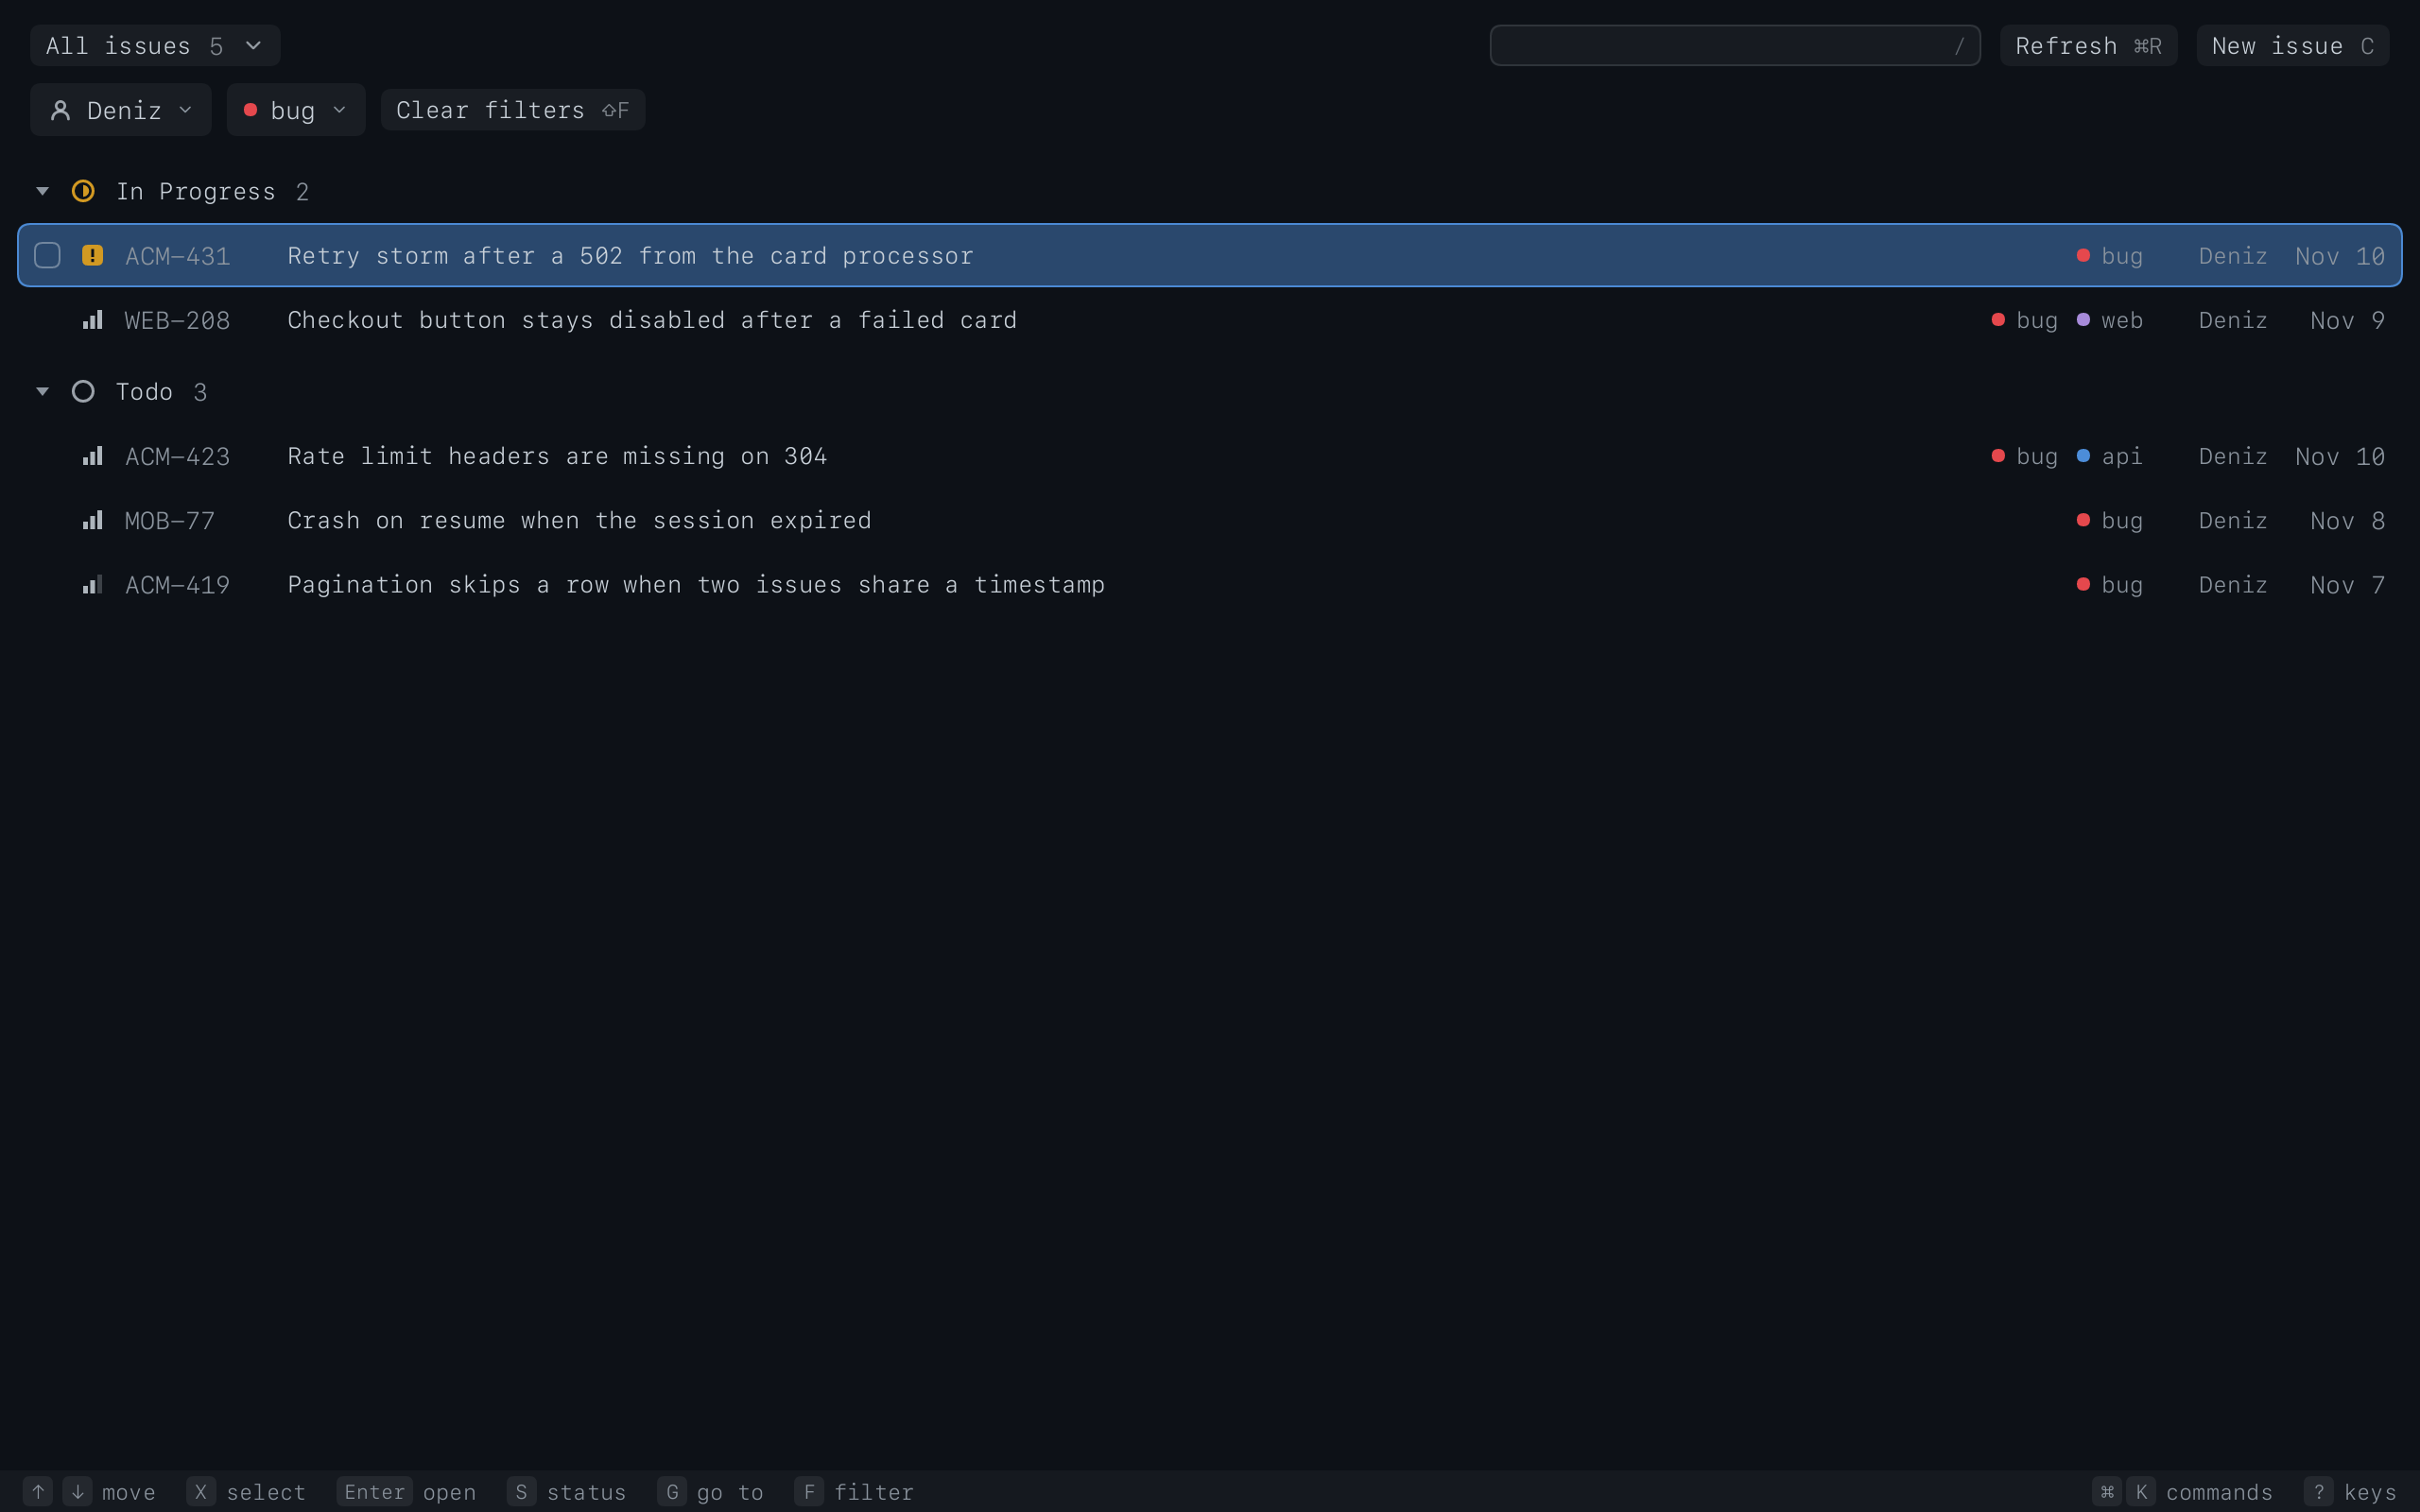 All issues 5 / Refresh ⌘R New issue C
Deniz bug Clear filters ⇧F
In Progress 2
ACM-431 Retry storm after a 502 from the card processor bug Deniz Nov 10
WEB-208 Checkout button stays disabled after a failed card bug web Deniz Nov 9
Todo 3
ACM-423 Rate limit headers are missing on 304 bug api Deniz Nov 10
MOB-77 Crash on resume when the session expired bug Deniz Nov 8
ACM-419 Pagination skips a row when two issues share a timestamp bug Deniz Nov 7
↑ ↓ move X select Enter open S status G go to F filter ⌘ K commands ? keys